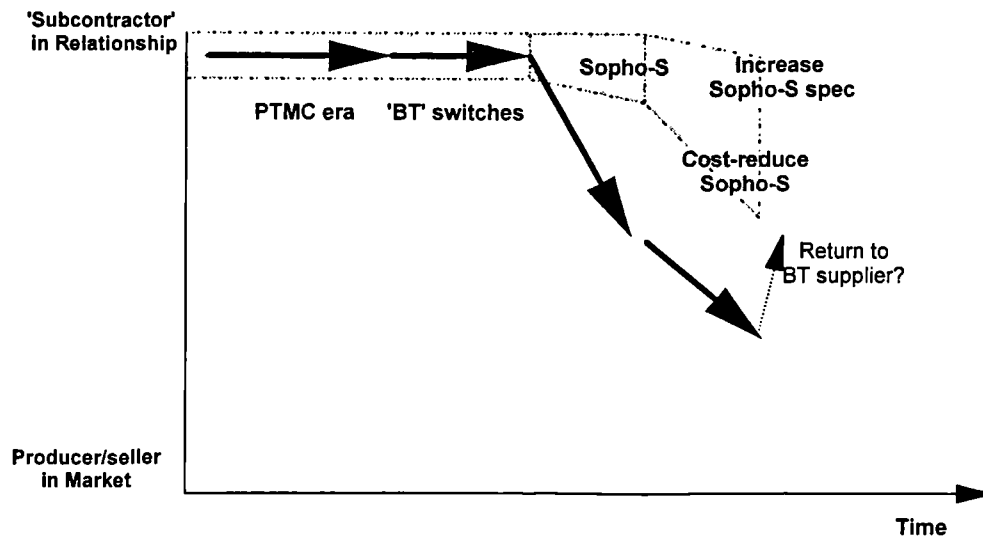 'Subcontractor'
in Relationship
Sopho-S
Increase
Sopho-S spec
PTMC era
'BT' switches
Cost-reduce
Sopho-S
Return to
BT supplier?
Producer/seller
in Market
Time